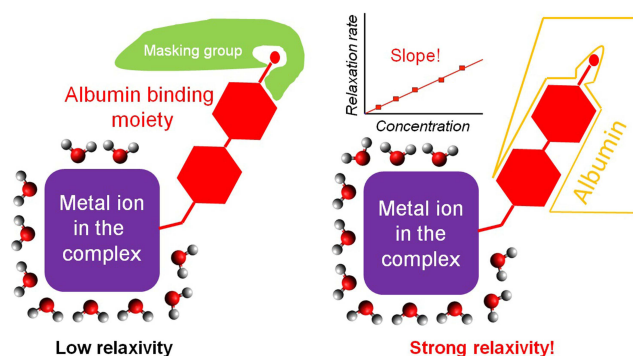 Masking group
Albumin binding
moiety
Metal ion
in the
complex
Low relaxivity
Relaxation rate
Slope!
Concentration
Albumin
Metal ion
in the
complex
Strong relaxivity!